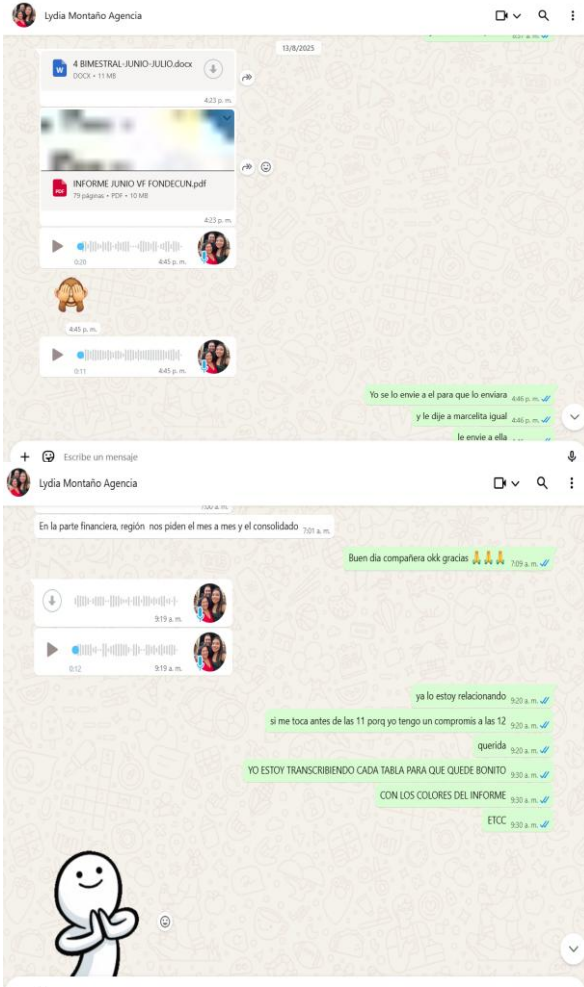 Lydia Montaño Agencia
13/8/2025
4 BIMESTRAL-JUNIO-JULIO.docx
DOCX • 11 MB
4:23 p. m.
INFORME JUNIO VF FONDECUN.pdf
79 páginas • PDF • 10 MB
4:23 p. m.
0:20 4:45 p. m.
4:45 p. m.
0:11 4:45 p. m.
Yo se lo envie a el para que lo enviara 4:46 p. m.
y le dije a marcelita igual 4:46 p. m.
le envie a ella
Escribe un mensaje
Lydia Montaño Agencia
7:00 a. m.
En la parte financiera, región nos piden el mes a mes y el consolidado 7:01 a. m.
Buen dia compañera okk gracias 🙏🙏🙏 7:09 a. m.
9:19 a. m.
0:12 9:19 a. m.
ya lo estoy relacionando 9:20 a. m.
si me toca antes de las 11 porq yo tengo un compromis a las 12 9:20 a. m.
querida 9:20 a. m.
YO ESTOY TRANSCRIBIENDO CADA TABLA PARA QUE QUEDE BONITO 9:30 a. m.
CON LOS COLORES DEL INFORME 9:30 a. m.
ETCC 9:30 a. m.